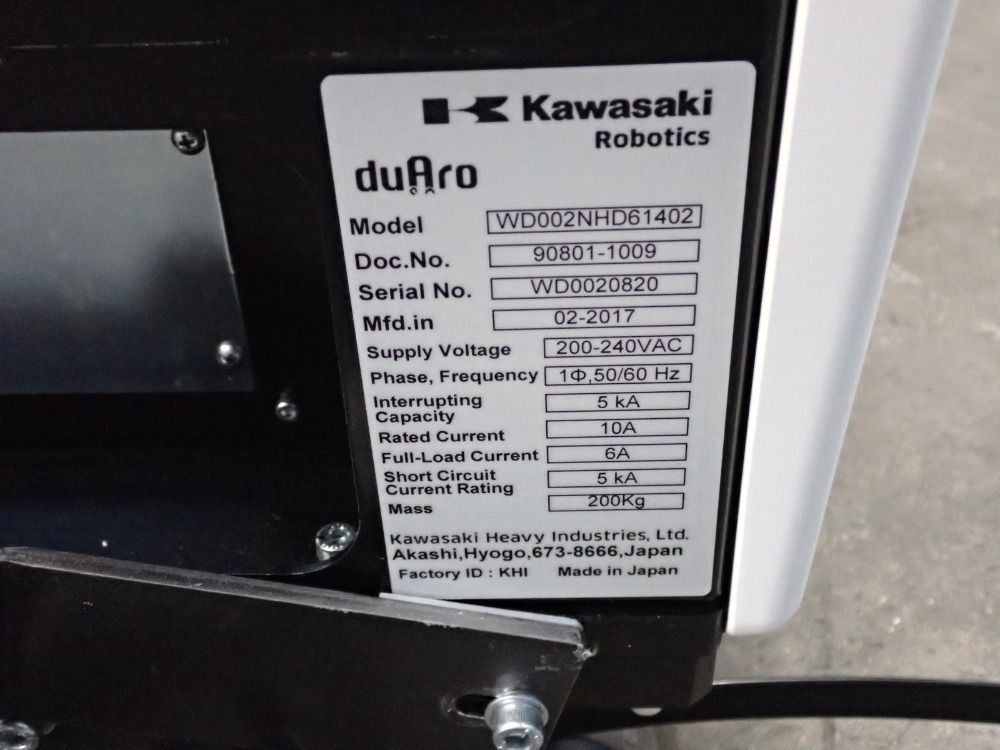 Kawasaki
Robotics
duAro
Model WD002NHD61402
Doc.No. 90801-1009
Serial No. WD0020820
Mfd.in 02-2017
Supply Voltage 200-240VAC
Phase, Frequency 1Φ,50/60 Hz
Interrupting
Capacity 5 kA
Rated Current 10A
Full-Load Current 6A
Short Circuit
Current Rating 5 kA
Mass 200Kg
Kawasaki Heavy Industries, Ltd.
Akashi,Hyogo,673-8666,Japan
Factory ID : KHI Made in Japan